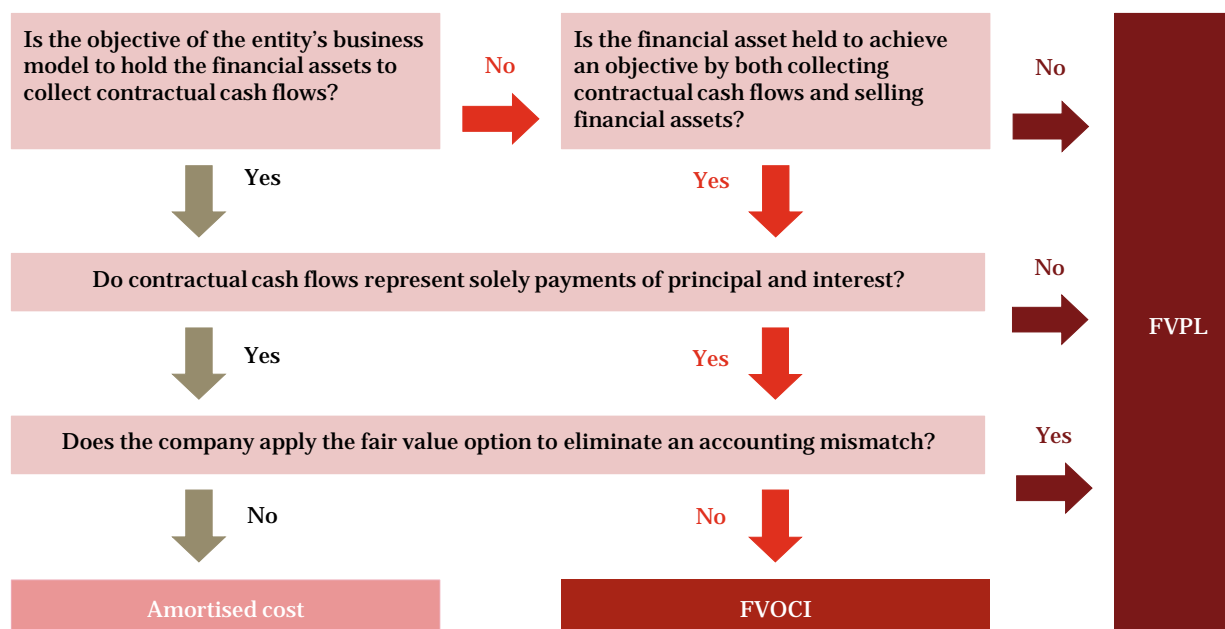 Is the objective of the entity's business
model to hold the financial assets to
collect contractual cash flows?
No
Is the financial asset held to achieve
an objective by both collecting
contractual cash flows and selling
financial assets?
No
Yes
Yes
Do contractual cash flows represent solely payments of principal and interest?
No
FVPL
Yes
Yes
Does the company apply the fair value option to eliminate an accounting mismatch?
Yes
No
No
Amortised cost
FVOCI